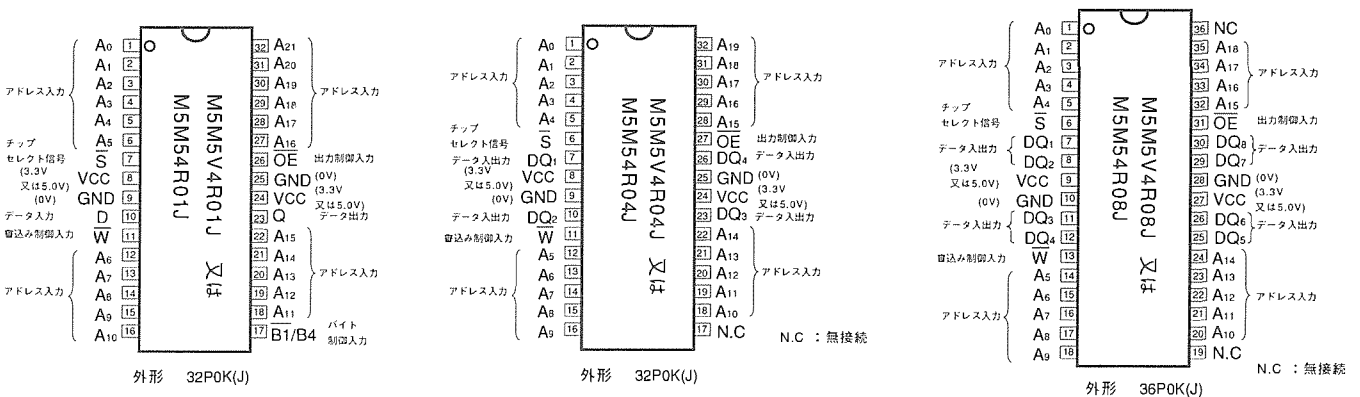 アドレス入力
チップ
セレクト信号
(3.3V
又は5.0V)
(0V)
データ入力
書込み制御入力
アドレス入力
A0 1
A1 2
A2 3
A3 4
A4 5
A5 6
S 7
VCC 8
GND 9
D 10
W 11
A6 12
A7 13
A8 14
A9 15
A10 16
M5M5V4R01J 又は
M5M54R01J
32 A21
31 A20
30 A19
29 A18
28 A17
27 A16
26 OE
25 GND
24 VCC
23 Q
22 A15
21 A14
20 A13
19 A12
18 A11
17 B1/B4
アドレス入力
出力制御入力
(0V)
(3.3V
又は5.0V)
データ出力
アドレス入力
バイト
制御入力
外形 32P0K(J)
アドレス入力
チップ
セレクト信号
データ入出力
(3.3V
又は5.0V)
(0V)
データ入出力
書込み制御入力
アドレス入力
A0 1
A1 2
A2 3
A3 4
A4 5
S 6
DQ1 7
VCC 8
GND 9
DQ2 10
W 11
A5 12
A6 13
A7 14
A8 15
A9 16
M5M5V4R04J 又は
M5M54R04J
32 A19
31 A18
30 A17
29 A16
28 A15
27 OE
26 DQ4
25 GND
24 VCC
23 DQ3
22 A14
21 A13
20 A12
19 A11
18 A10
17 N.C
アドレス入力
出力制御入力
データ入出力
(0V)
(3.3V
又は5.0V)
データ入出力
アドレス入力
N.C :無接続
外形 32P0K(J)
アドレス入力
チップ
セレクト信号
データ入出力
(3.3V
又は5.0V)
(0V)
データ入出力
書込み制御入力
アドレス入力
A0 1
A1 2
A2 3
A3 4
A4 5
S 6
DQ1 7
DQ2 8
VCC 9
GND 10
DQ3 11
DQ4 12
W 13
A5 14
A6 15
A7 16
A8 17
A9 18
M5M5V4R08J 又は
M5M54R08J
36 NC
35 A18
34 A17
33 A16
32 A15
31 OE
30 DQ8
29 DQ7
28 GND
27 VCC
26 DQ6
25 DQ5
24 A14
23 A13
22 A12
21 A11
20 A10
19 N.C
アドレス入力
出力制御入力
データ入出力
(0V)
(3.3V
又は5.0V)
データ入出力
アドレス入力
N.C :無接続
外形 36P0K(J)